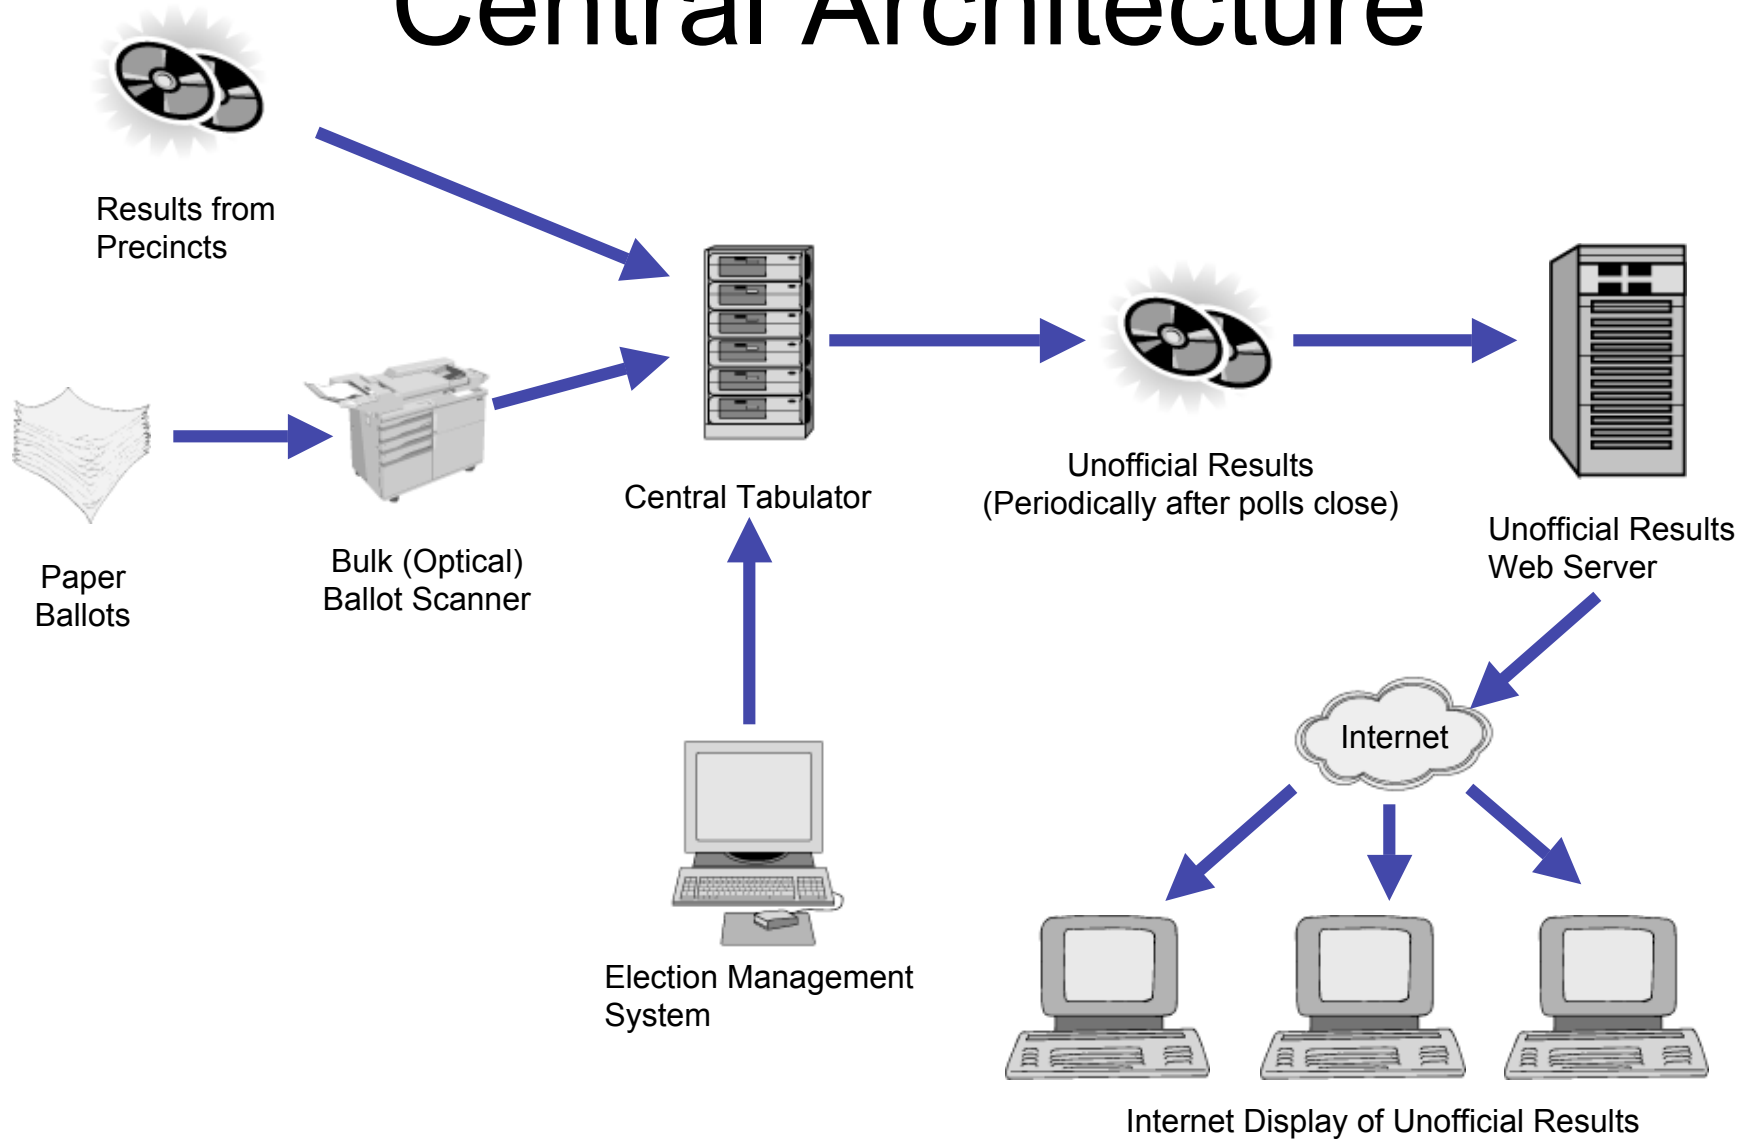 Central Architecture
Results from
Precincts
Paper
Ballots
Bulk (Optical)
Ballot Scanner
Central Tabulator
Election Management
System
Unofficial Results
(Periodically after polls close)
Unofficial Results
Web Server
Internet
Internet Display of Unofficial Results